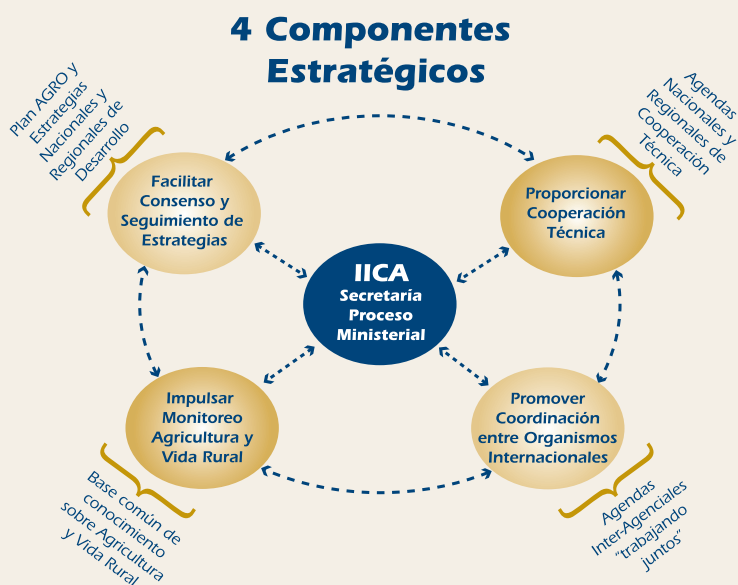 4 Componentes
Estratégicos
Plan AGRO y
Estrategias
Nacionales y
Regionales de
Desarrollo
Agendas
Nacionales y
Regionales de
Cooperación
Técnica
Facilitar
Consenso y
Seguimiento de
Estrategias
Proporcionar
Cooperación
Técnica
IICA
Secretaría
Proceso
Ministerial
Impulsar
Monitoreo
Agricultura y
Vida Rural
Promover
Coordinación
entre Organismos
Internacionales
Base común de
conocimiento
sobre Agricultura
y Vida Rural
Agendas
Inter-Agenciales
"trabajando
juntos"